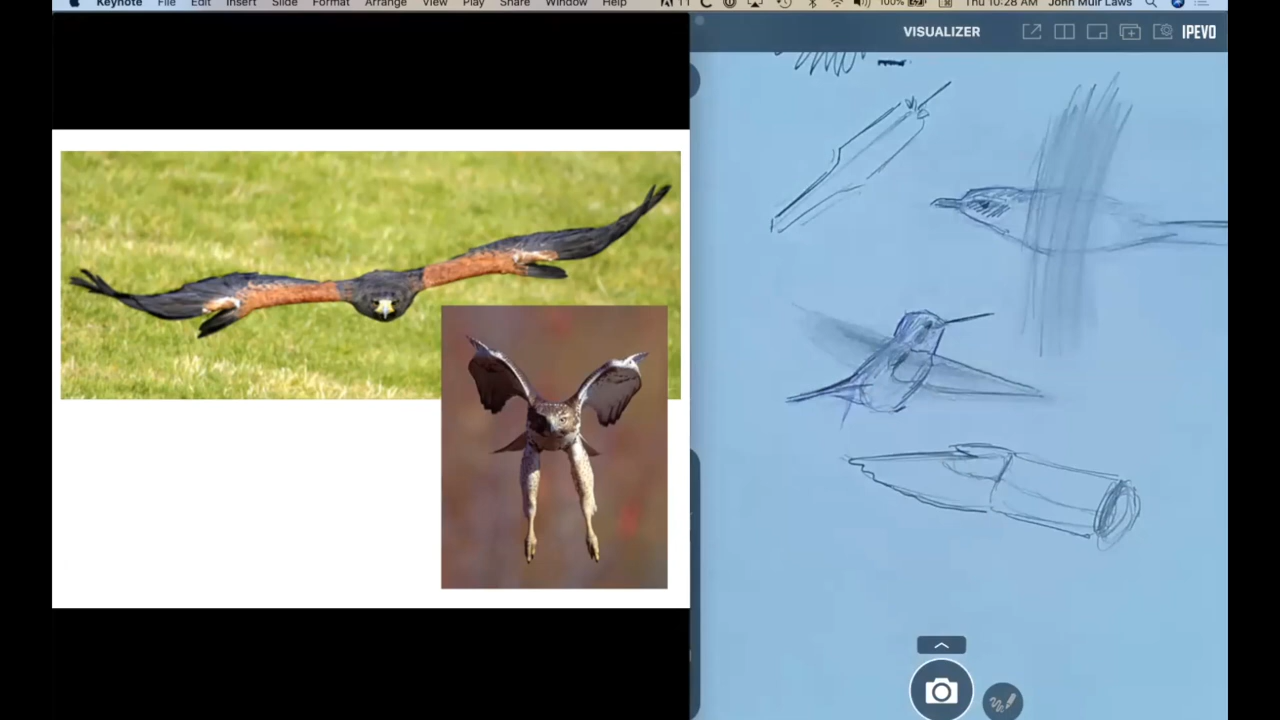 Keynote File Edit Insert Slide Format Arrange View Play Share Window Help 100% Thu 10:28 AM John Muir Laws
VISUALIZER IPEVO